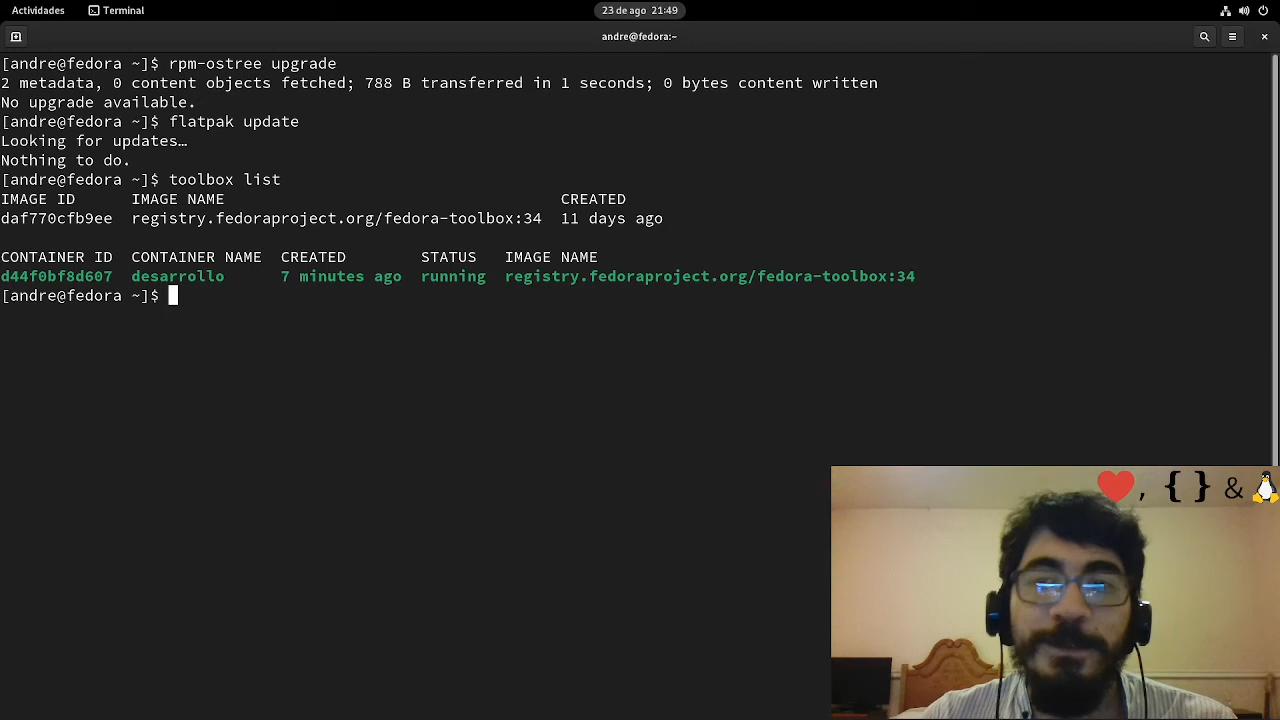 Actividades Terminal 23 de ago 21:49
andre@fedora:~
[andre@fedora ~]$ rpm-ostree upgrade
2 metadata, 0 content objects fetched; 788 B transferred in 1 seconds; 0 bytes content written
No upgrade available.
[andre@fedora ~]$ flatpak update
Looking for updates…
Nothing to do.
[andre@fedora ~]$ toolbox list
IMAGE ID IMAGE NAME CREATED
daf770cfb9ee registry.fedoraproject.org/fedora-toolbox:34 11 days ago
CONTAINER ID CONTAINER NAME CREATED STATUS IMAGE NAME
d44f0bf8d607 desarrollo 7 minutes ago running registry.fedoraproject.org/fedora-toolbox:34
[andre@fedora ~]$
❤, { } & 🐧